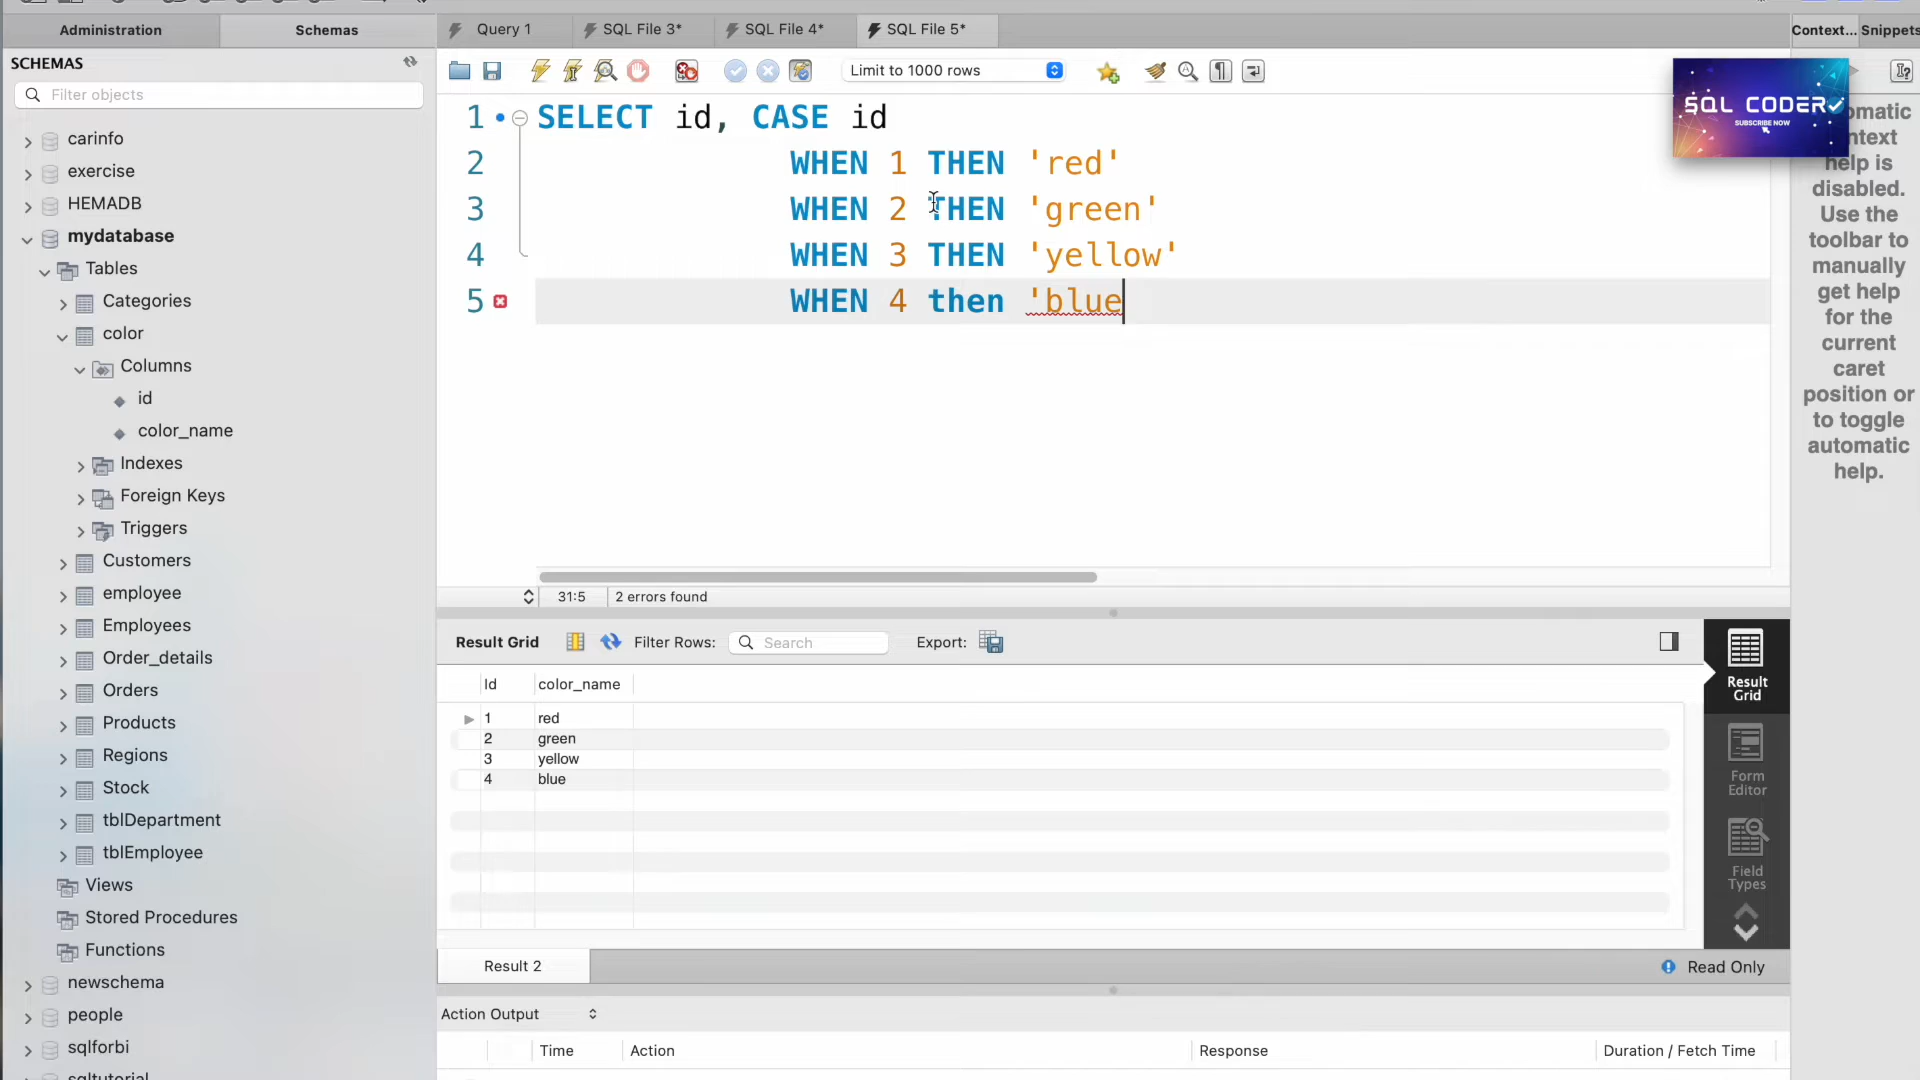 Administration
Schemas
Query 1
SQL File 3*
SQL File 4*
SQL File 5*
Context...
Snippets
SCHEMAS
Filter objects
Limit to 1000 rows
SQL CODER
SUBSCRIBE NOW
carinfo
exercise
HEMADB
mydatabase
Tables
Categories
color
Columns
id
color_name
Indexes
Foreign Keys
Triggers
Customers
employee
Employees
Order_details
Orders
Products
Regions
Stock
tblDepartment
tblEmployee
Views
Stored Procedures
Functions
newschema
people
sqlforbi
sqltutorial
1 SELECT id, CASE id
2 WHEN 1 THEN 'red'
3 WHEN 2 THEN 'green'
4 WHEN 3 THEN 'yellow'
5 WHEN 4 then 'blue
help is
disabled.
Use the
toolbar to
manually
get help
for the
current
caret
position or
to toggle
automatic
help.
31:5
2 errors found
Result Grid
Filter Rows:
Search
Export:
Id color_name
1 red
2 green
3 yellow
4 blue
Result
Grid
Form
Editor
Field
Types
Result 2
Read Only
Action Output
Time
Action
Response
Duration / Fetch Time